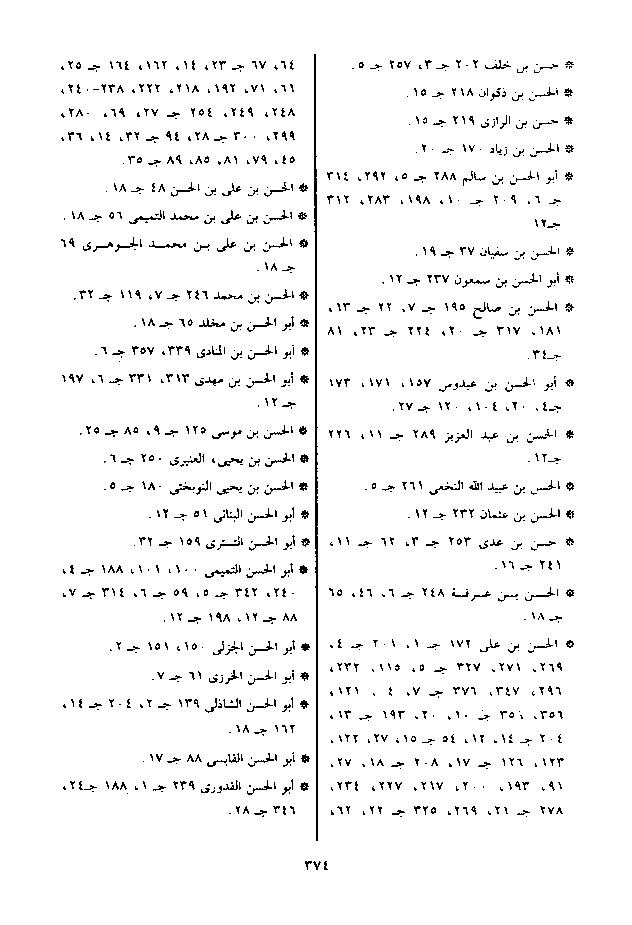 * حسن بن خلف ٢٠٢ جـ ٣، ٢٥٧ جـ ٥.
* الحسن بن ذكوان ٢١٨ جـ ١٥.
* حسن بن الرازى ٢١٩ جـ ١٥.
* الحسن بن زياد ١٧٠ جـ ٢٠.
* أبو الحسن بن سالم ٢٨٨ جـ ٥، ٢٩٢، ٣١٤
جـ ٦، ٢٠٩ جـ ١٠، ١٩٨، ٢٨٣، ٣١٢
جـ١٢
* الحسن بن سفيان ٣٧ جـ ١٩.
* أبو الحسن بن سمعون ٢٣٧ جـ ١٢.
* الحسن بن صالح ١٩٥ جـ ٧، ٢٢ جـ ٦٣،
١٨١، ٣١٧ جـ ٢٠، ٢٢٤ جـ ٢٣، ٨١
جـ٣٤.
* أبو الحسن بن عبدوس ١٥٧، ١٧١، ١٧٣
جـ٤، ٢٠، ١٠٤، ١٢٠ جـ ٢٧.
* الحسن بن عبد العزيز ٢٨٩ جـ ١١، ٢٢٦
جـ١٢.
* الحسن بن عبيد الله النخعى ٢٦١ جـ ٥.
* الحسن بن عثمان ٢٣٢ جـ ١٢.
* حسن بن عدى ٢٥٣ جـ ٣، ٦٢ جـ ١١،
٢٤١ جـ ١٦.
* الحسن بن عرفة ٢٤٨ جـ ٦، ٤٦، ٦٥
جـ ١٨.
* الحسن بن على ١٧٢ جـ ١، ٢٠١ جـ ٤،
٢٦٩، ٢٧١، ٣٢٧ جـ ٥، ١١٥، ٢٣٢،
٢٩٦، ٣٤٧، ٣٧٦ جـ ٧، ٤ ، ١٢١،
٣٥٦، ٣٥١ جـ ١٠، ٢٠، ١٩٣ جـ ١٣،
٢٠٤ جـ ١٤، ١٢، ٥٤ جـ ١٥، ٢٧، ١٢٢،
١٢٣، ١٢٦ جـ ١٧، ٢٠٨ جـ ١٨، ٢٧،
٩١، ١٩٣، ٢٠٠، ٢١٧، ٢٢٧، ٢٣٤،
٢٧٨ جـ ٢١، ٢٦٩، ٣٢٥ جـ ٢٢، ٦٢،
٦٤، ٦٧ جـ ٢٣، ١٤، ١٦٢، ١٦٤ جـ ٢٥،
٦٦، ٧١، ١٩٢، ٢١٨، ٢٢٢، ٢٣٨-٢٤٠،
٢٤٨، ٢٤٩، ٢٥٤ جـ ٢٧، ٦٩، ٢٨٠،
٢٩٩، ٣٠٠ جـ ٢٨، ٩٤ جـ ٣٢، ١٤، ٣٦،
٤٥، ٧٩، ٨١، ٨٥، ٨٩ جـ ٣٥.
* الحسن بن على بن الحسن ٤٨ جـ ١٨.
* الحسن بن على بن محمد التميمى ٥٦ جـ ١٨.
* الحسن بن على بن محمد الجوهرى ٦٩
جـ ١٨.
* الحسن بن محمد ٢٤٦ جـ ٧، ١١٩ جـ ٣٢.
* أبو الحسن بن مخلد ٦٥ جـ ١٨.
* أبو الحسن بن المنادى ٣٣٩، ٣٥٧ جـ ٦.
* أبو الحسن بن مهدى ٣١٣، ٣٣١ جـ ٦، ١٩٧
جـ ١٢.
* الحسن بن موسى ١٢٥ جـ ٩، ٨٥ جـ ٢٥.
* الحسن بن يحيى، العنبرى ٢٥٠ جـ ٦.
* الحسن بن يحيى النوبختى ١٨٠ جـ ٥.
* أبو الحسن البنانى ٥١ جـ ١٢.
* أبو الحسن التسترى ١٥٩ جـ ٣٢.
* أبو الحسن التميمى ١٠٠، ١٠١، ١٨٨ جـ ٤،
٢٤٠، ٣٤٢ جـ ٥، ٥٩ جـ ٦، ٣١٤ جـ ٧،
٨٨ جـ ١٢، ١٩٨ جـ ١٢.
* أبو الحسن الجزلى ١٥٠، ١٥١ جـ ٢.
* أبو الحسن الخرزى ٦١ جـ ٧.
* أبو الحسن الشاذلى ١٣٩ جـ ٢، ٢٠٤ جـ ١٤،
١٦٢ جـ ١٨.
* أبو الحسن القابسى ٨٨ جـ ١٧.
* أبو الحسن القدورى ٢٣٩ جـ ١، ١٨٨ جـ٢٤،
٣٤٦ جـ ٢٨.
٣٧٤